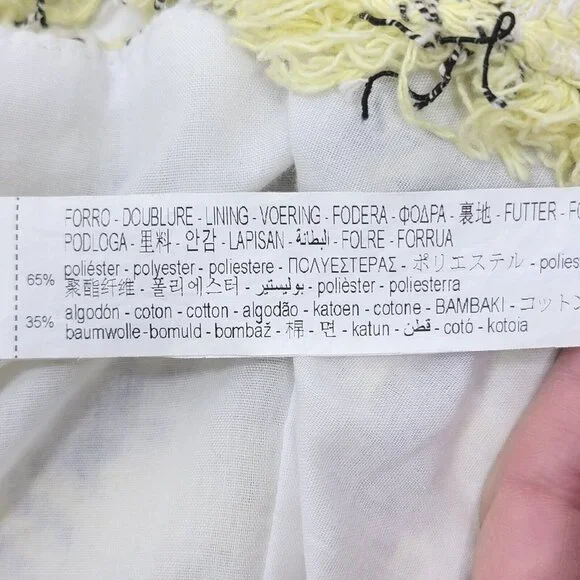 FORRO - DOUBLURE - LINING - VOERING - FODERA - ΦΟΔΡΑ - 裏地 - FUTTER - FO
PODLOGA - 里料 - 안감 - LAPISAN - البطانة - FOLRE - FORRUA
65% poliéster - polyester - poliestere - ΠΟΛΥΕΣΤΕΡΑΣ - ポリエステル - polies
聚酯纤维 - 폴리에스터 - بوليستير - polièster - poliesterra
35% algodón - coton - cotton - algodão - katoen - cotone - BAMBAKI - コットン
baumwolle - bomuld - bombaž - 棉 - 면 - katun - قطن - cotó - kotoia